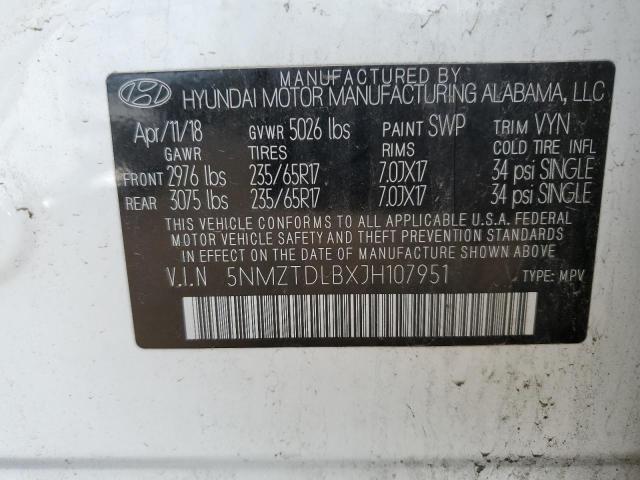 MANUFACTURED BY
HYUNDAI MOTOR MANUFACTURING ALABAMA, LLC
Apr/11/18 GVWR 5026 lbs PAINT SWP TRIM VYN
GAWR TIRES RIMS COLD TIRE INFL
FRONT 2976 lbs 235/65R17 7.0JX17 34 psi SINGLE
REAR 3075 lbs 235/65R17 7.0JX17 34 psi SINGLE
THIS VEHICLE CONFORMS TO ALL APPLICABLE U.S.A. FEDERAL
MOTOR VEHICLE SAFETY AND THEFT PREVENTION STANDARDS
IN EFFECT ON THE DATE OF MANUFACTURE SHOWN ABOVE.
V.I.N 5NMZTDLBXJH107951 TYPE: MPV